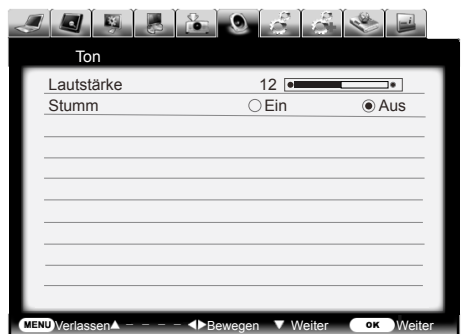 Ton
Lautstärke 12
Stumm Ein Aus
MENU Verlassen Bewegen Weiter OK Weiter